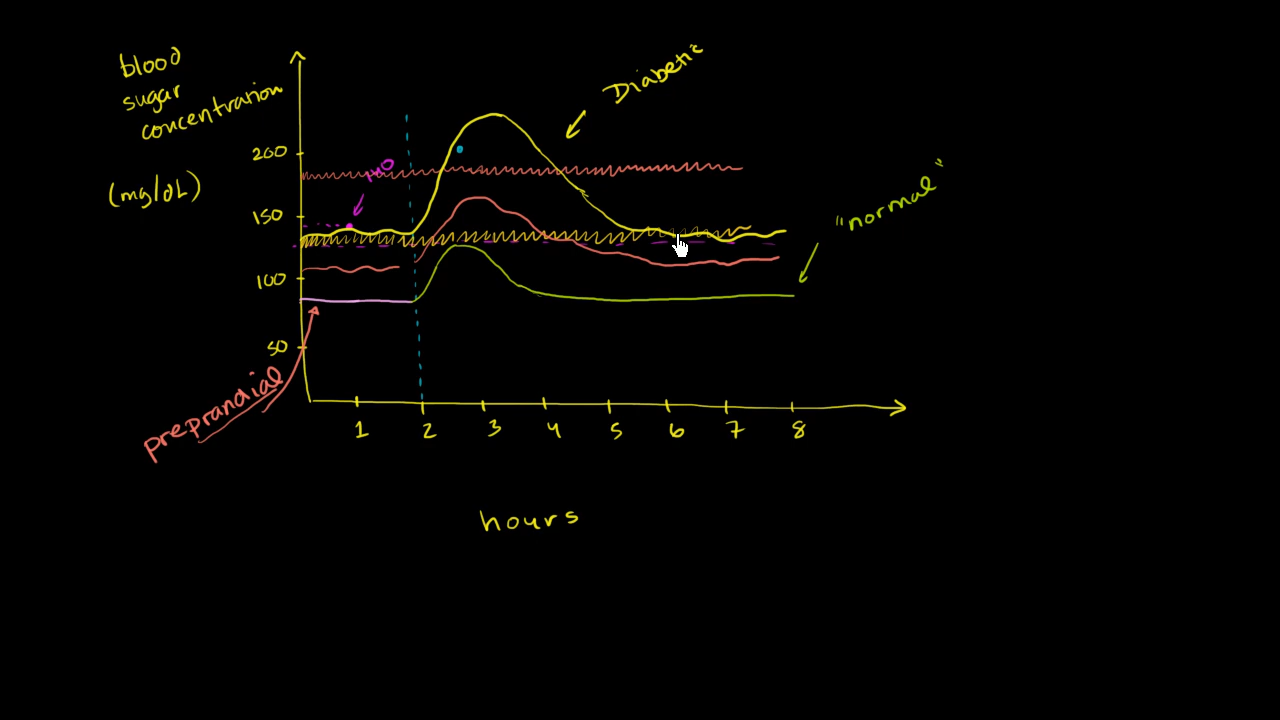 blood
sugar
concentration
(mg/dL)
200
150
100
50
140
Diabetic
"normal"
preprandial
1 2 3 4 5 6 7 8
hours